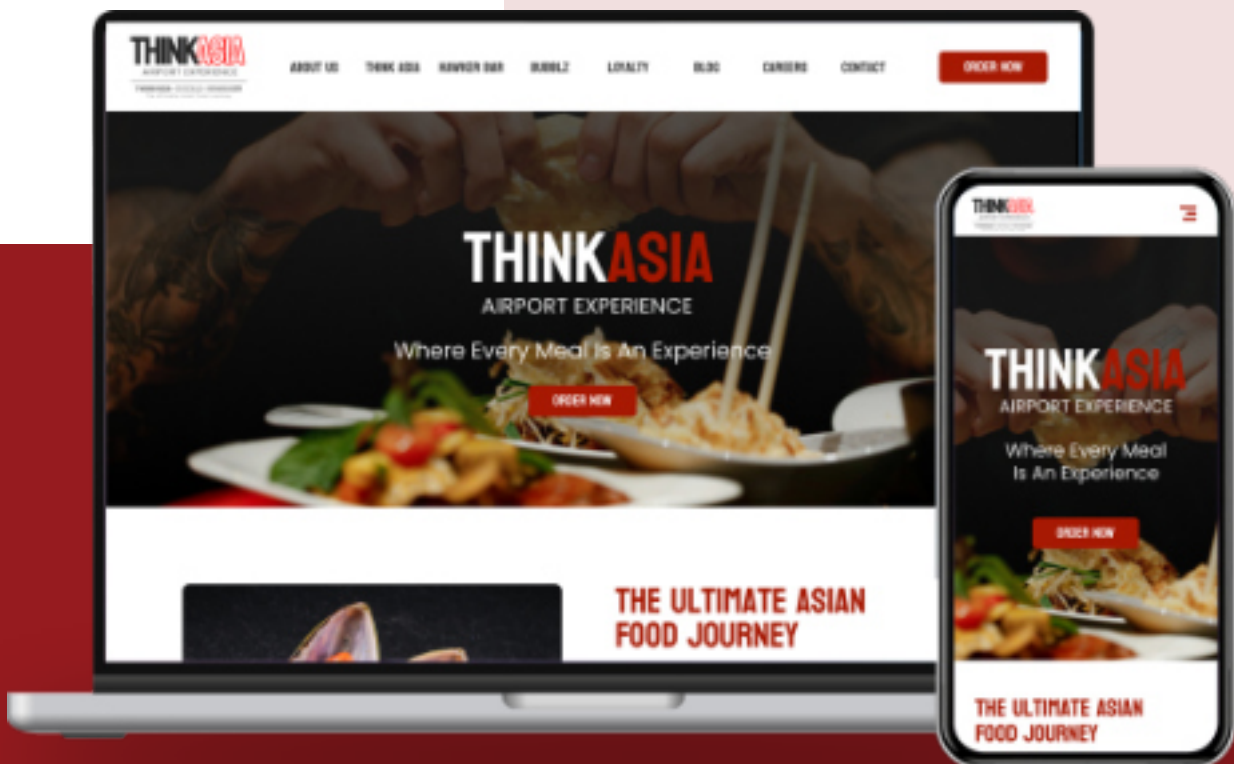 THINKASIA
AIRPORT EXPERIENCE
ABOUT US THINK ASIA HAWKER BAR BUBBLZ LOYALTY BLOG CAREERS CONTACT
ORDER NOW
THINKASIA
AIRPORT EXPERIENCE
Where Every Meal Is An Experience
ORDER NOW
THE ULTIMATE ASIAN
FOOD JOURNEY
THINKASIA
THINKASIA
AIRPORT EXPERIENCE
Where Every Meal
Is An Experience
ORDER NOW
THE ULTIMATE ASIAN
FOOD JOURNEY